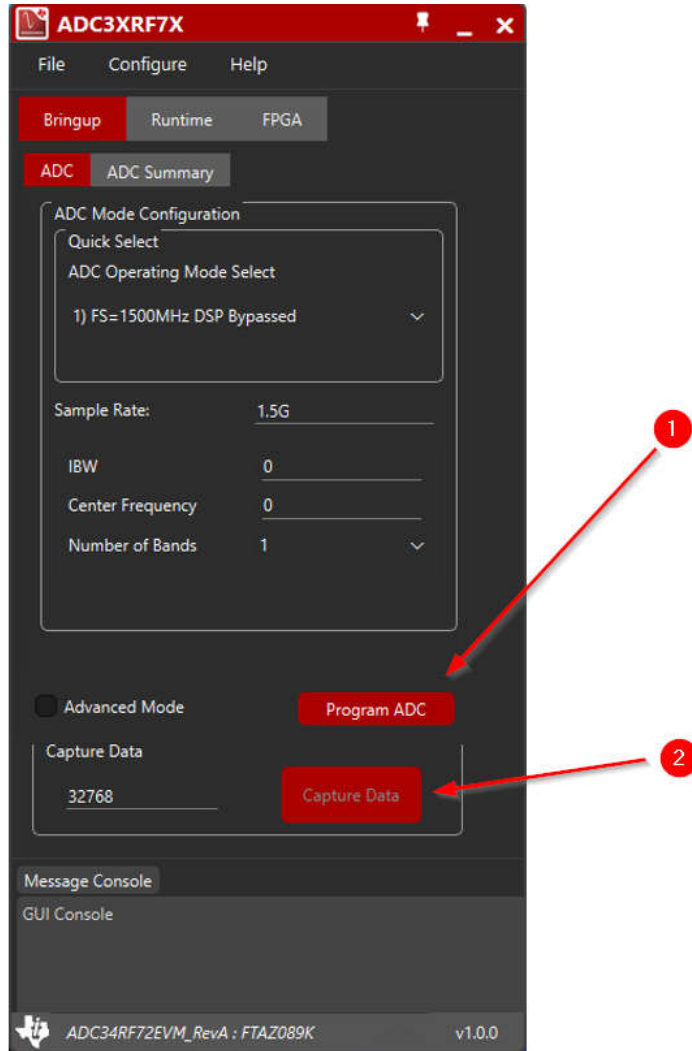 ADC3XRF7X
File Configure Help
Bringup Runtime FPGA
ADC ADC Summary
ADC Mode Configuration
Quick Select
ADC Operating Mode Select
1) FS=1500MHz DSP Bypassed
Sample Rate: 1.5G
1
IBW 0
Center Frequency 0
Number of Bands 1
Advanced Mode Program ADC
Capture Data
2
32768 Capture Data
Message Console
GUI Console
ADC34RF72EVM_RevA : FTAZ089K v1.0.0